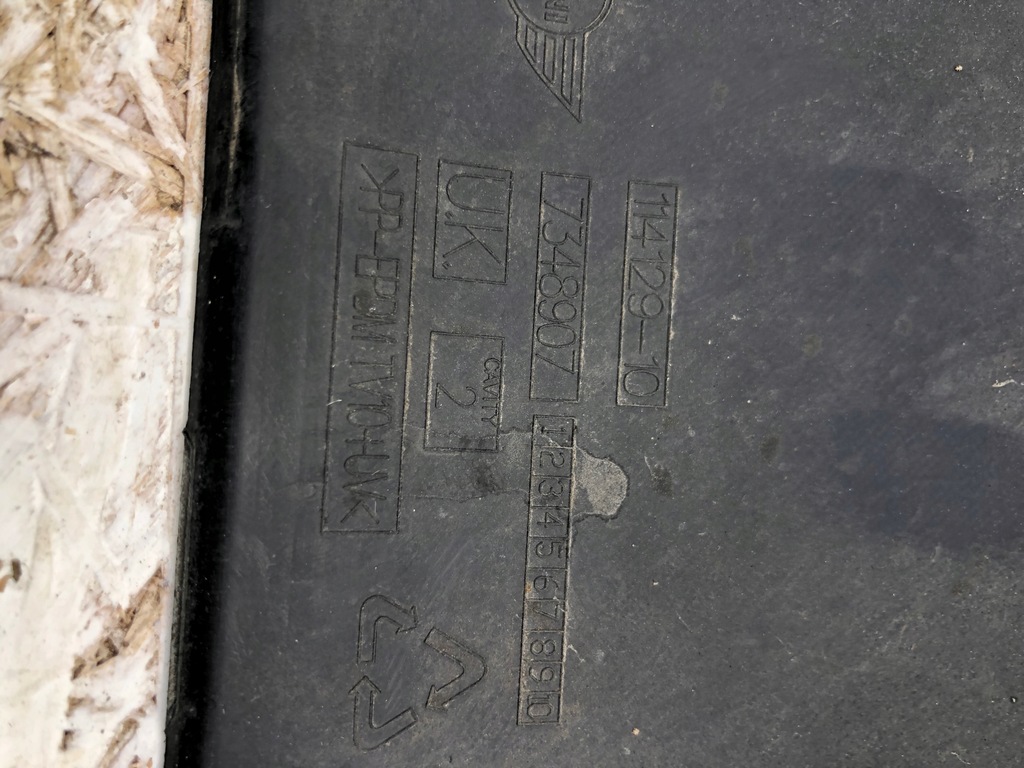 114129-10
7348907
1 2 3 4 5 6 7 8 9 10
U.K.
CAVITY
2
>PP-EPDM TV10+UV<